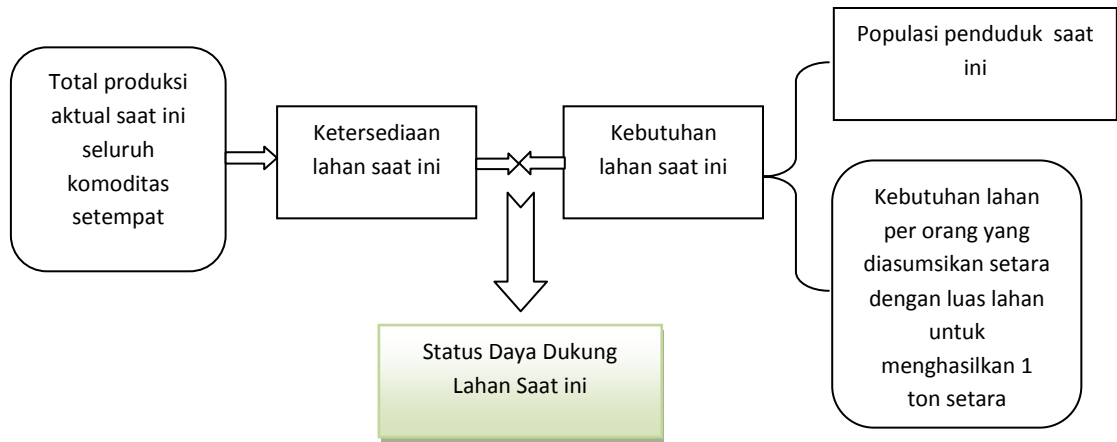 Total produksi
aktual saat ini
seluruh
komoditas
setempat
Ketersediaan
lahan saat ini
Kebutuhan
lahan saat ini
Populasi penduduk saat
ini
Kebutuhan lahan
per orang yang
diasumsikan setara
dengan luas lahan
untuk
menghasilkan 1
ton setara
Status Daya Dukung
Lahan Saat ini